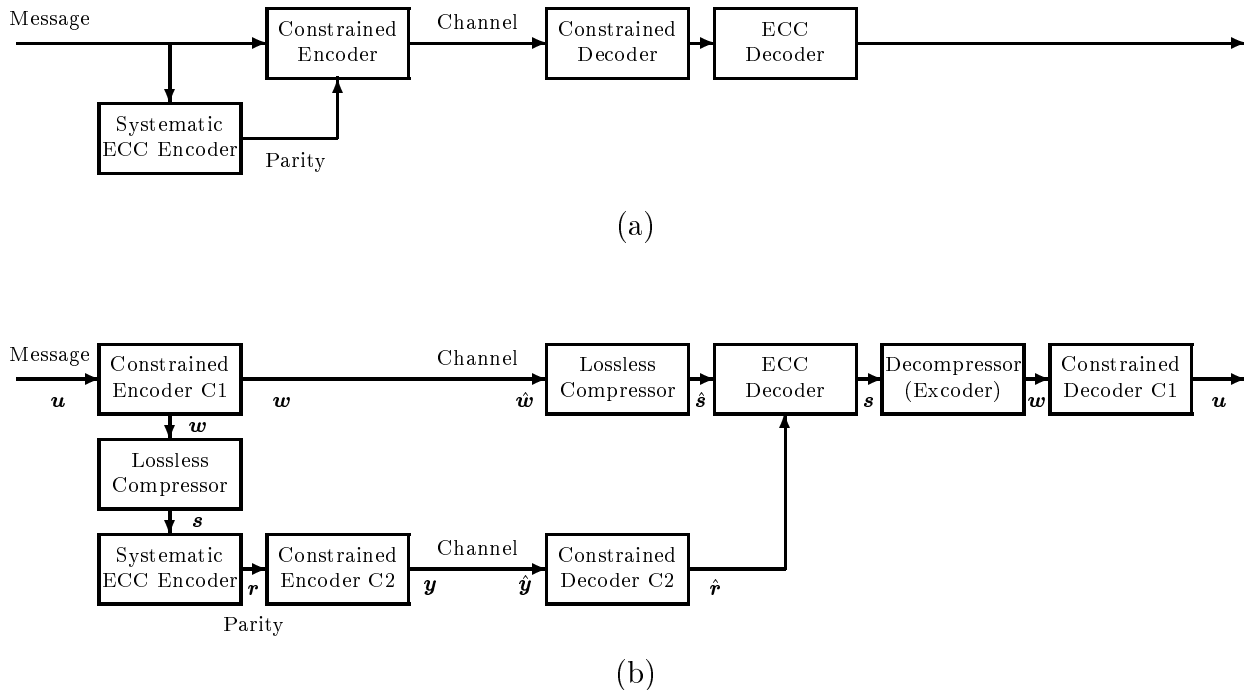 Message
Constrained
Encoder
Channel
Constrained
Decoder
ECC
Decoder
Systematic
ECC Encoder
Parity
(a)
Message
u
Constrained
Encoder C1
w
Channel
ŵ
Lossless
Compressor
ŝ
ECC
Decoder
s
Decompressor
(Excoder)
w
Constrained
Decoder C1
u
w
Lossless
Compressor
s
Systematic
ECC Encoder
r
Parity
Constrained
Encoder C2
y
Channel
ŷ
Constrained
Decoder C2
r̂
(b)